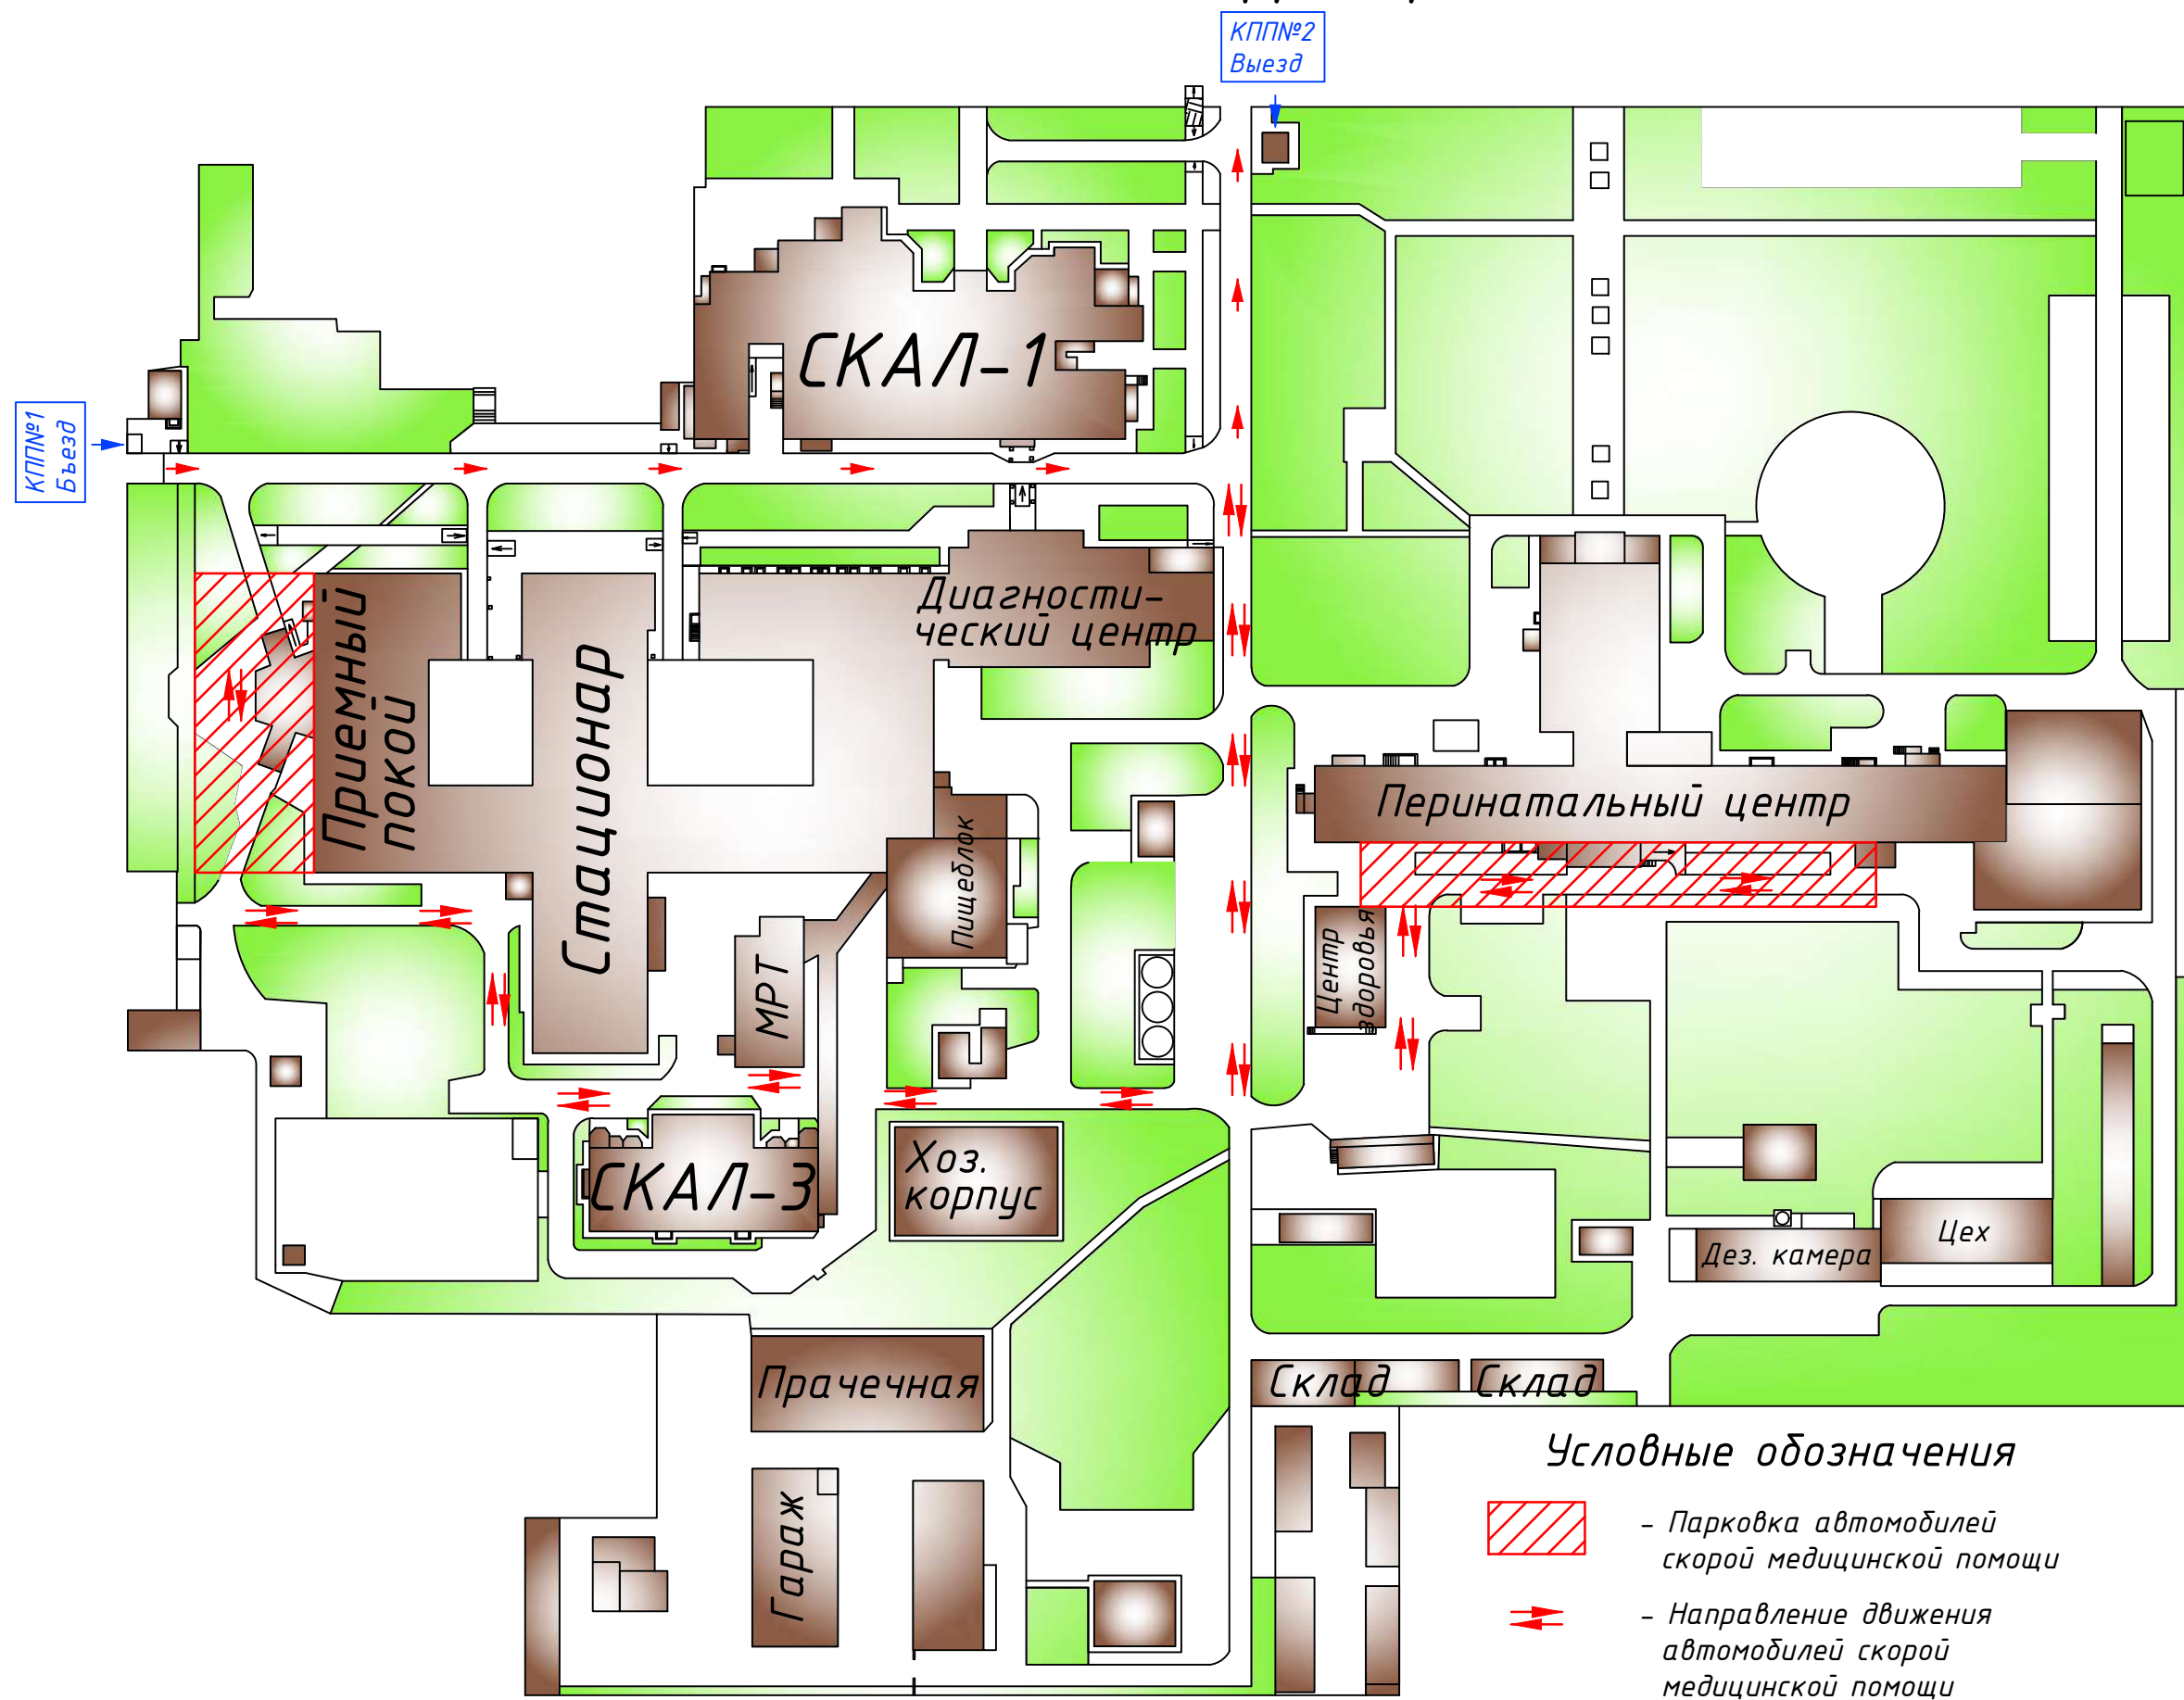 КПП№2
Выезд
КПП№1
Бъезд
СКАЛ-1
Диагности-
ческий центр
Приемный
покой
Стационар
Перинатальный центр
Пищеблок
Центр
здоровья
МРТ
СКАЛ-3
Хоз.
корпус
Цех
Дез. камера
Прачечная
Склад
Склад
Гараж
Условные обозначения
- Парковка автомобилей
скорой медицинской помощи
- Направление движения
автомобилей скорой
медицинской помощи